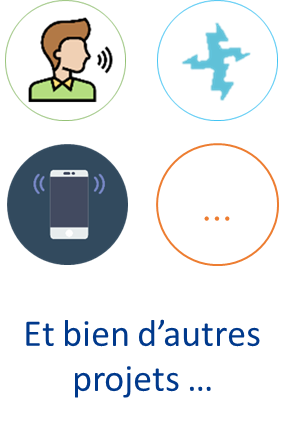 ...
Et bien d’autres
projets ...